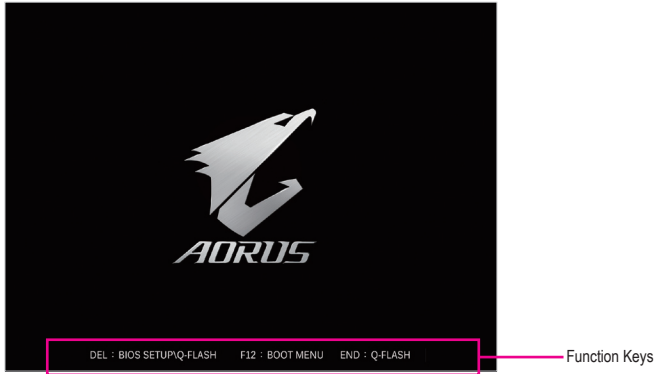 AORUS
DEL : BIOS SETUP\Q-FLASH F12 : BOOT MENU END : Q-FLASH
Function Keys